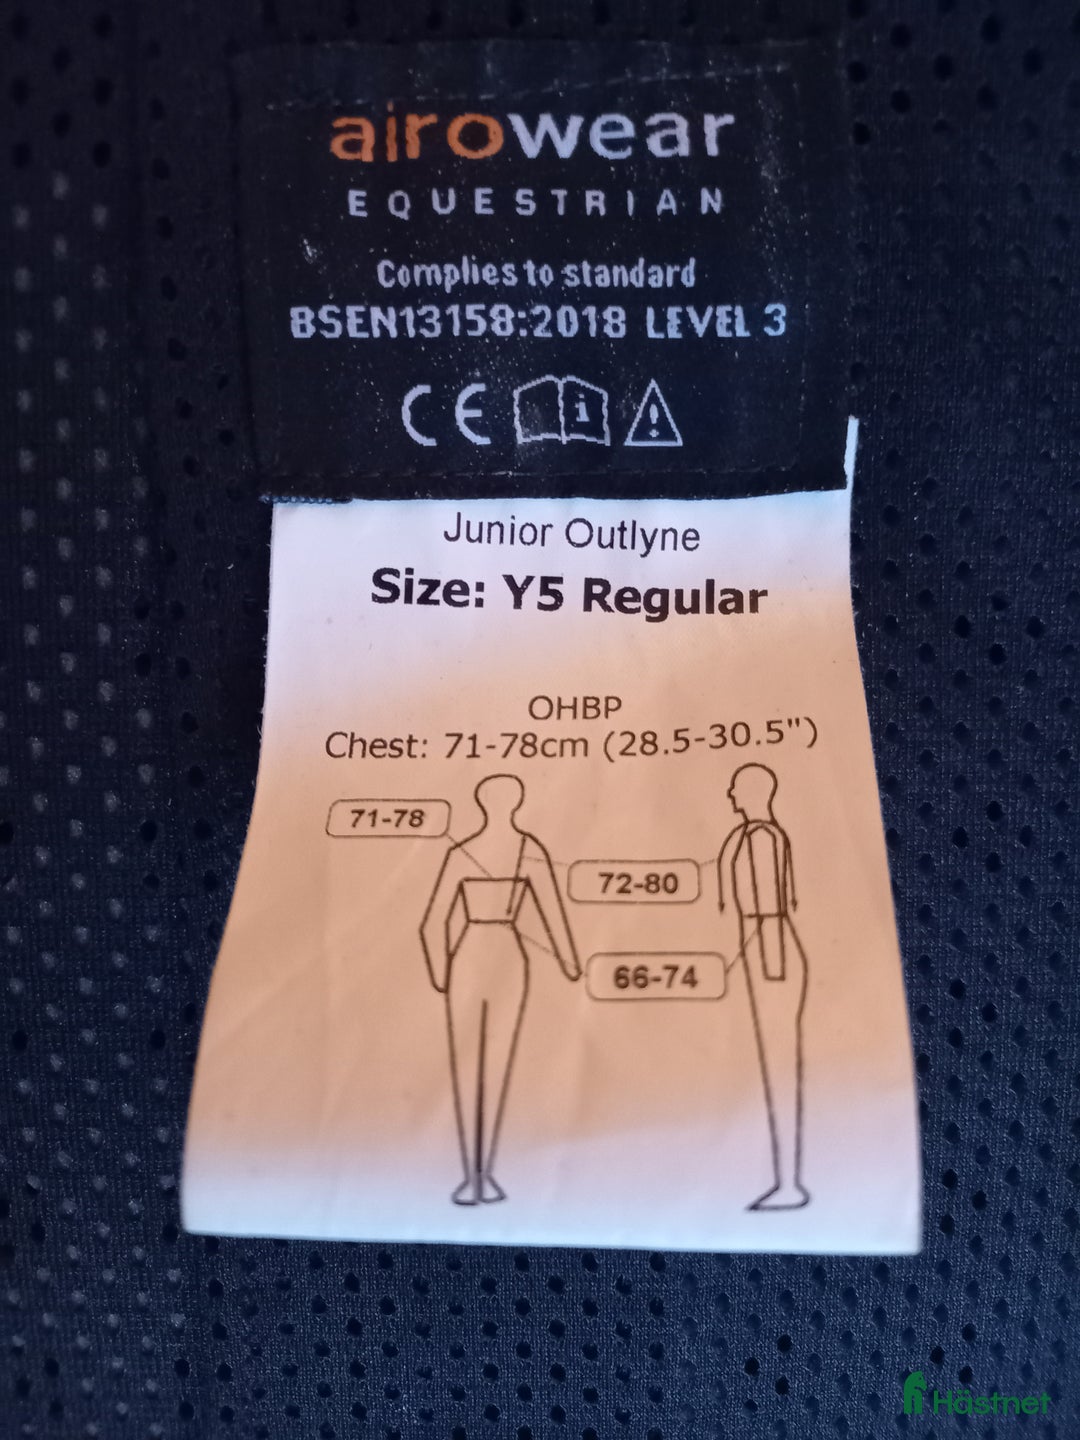 airowear
EQUESTRIAN
Complies to standard
BSEN13158:2018 LEVEL 3
CE i !
Junior Outlyne
Size: Y5 Regular
OHBP
Chest: 71-78cm (28.5-30.5")
71-78
72-80
66-74
Hästnet